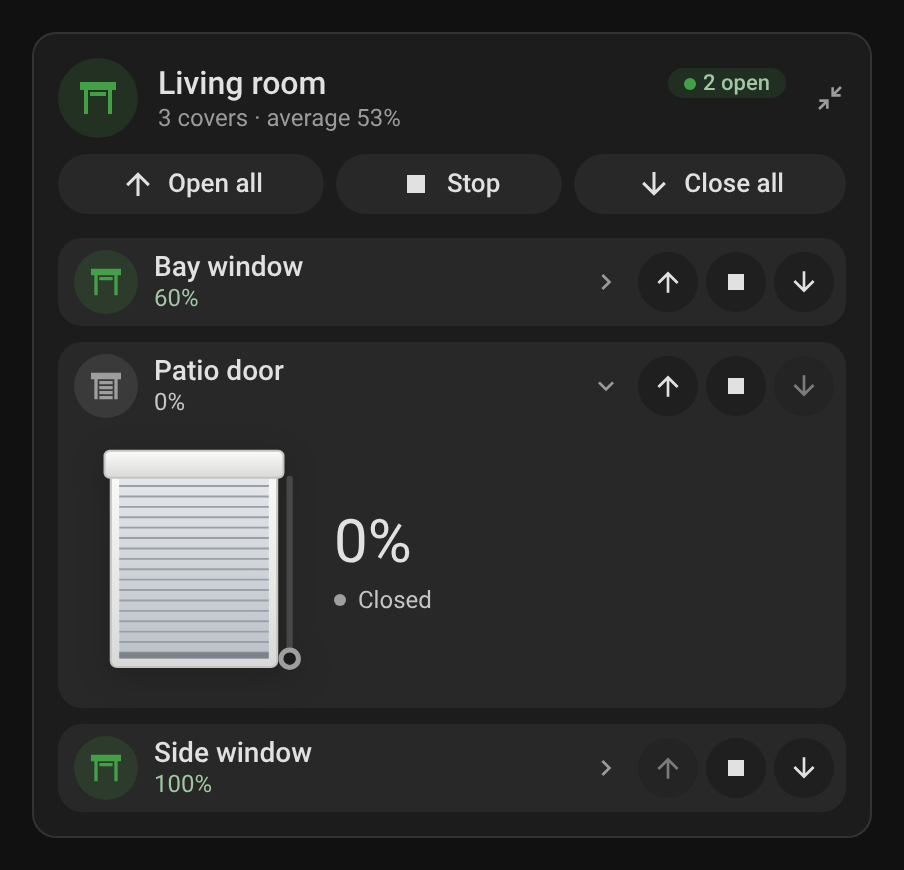 Living room
2 open
3 covers · average 53%
Open all
Stop
Close all
Bay window
60%
Patio door
0%
0%
Closed
Side window
100%